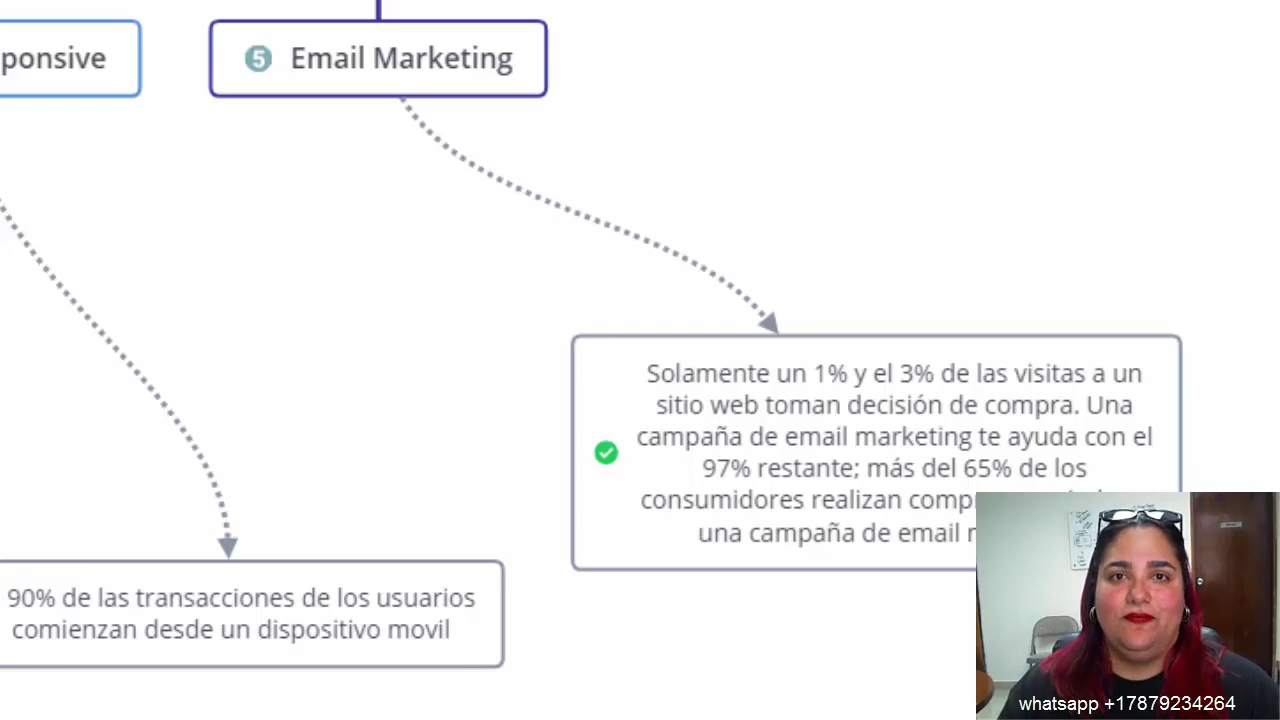 ponsive
5 Email Marketing
Solamente un 1% y el 3% de las visitas a un
sitio web toman decisión de compra. Una
campaña de email marketing te ayuda con el
97% restante; más del 65% de los
consumidores realizan
una campaña de email
90% de las transacciones de los usuarios
comienzan desde un dispositivo movil
whatsapp +17879234264